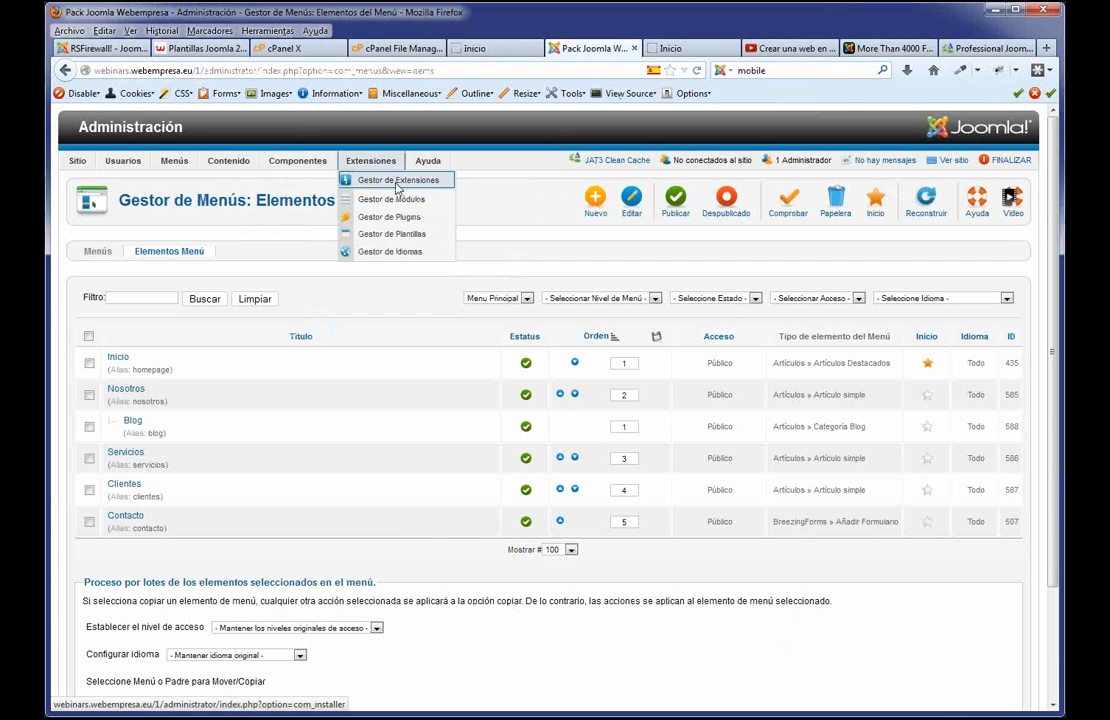 Pack Joomla Webempresa - Administración - Gestor de Menús: Elementos del Menú - Mozilla Firefox
Archivo Editar Ver Historial Marcadores Herramientas Ayuda
RSFirewall! - Joom... Plantillas Joomla 2... cPanel X cPanel File Manag... Inicio Pack Joomla W... Inicio Crear una web en ... More Than 4000 F... Professional Joom...
webinars.webempresa.eu/1/administrator/index.php?option=com_menus&view=items mobile
Disable Cookies CSS Forms Images Information Miscellaneous Outline Resize Tools View Source Options
Administración Joomla!
Sitio Usuarios Menús Contenido Componentes Extensiones Ayuda JAT3 Clean Cache No conectados al sitio 1 Administrador No hay mensajes Ver sitio FINALIZAR
Gestor de Extensiones
Gestor de Módulos
Gestor de Plugins
Gestor de Plantillas
Gestor de Idiomas
Gestor de Menús: Elementos
Nuevo Editar Publicar Despublicado Comprobar Papelera Inicio Reconstruir Ayuda Video
Menús Elementos Menú
Filtro: Buscar Limpiar Menu Principal - Seleccionar Nivel de Menú - - Seleccione Estado - - Seleccionar Acceso - - Seleccione Idioma -
Título Estatus Orden Acceso Tipo de elemento del Menú Inicio Idioma ID
Inicio
(Alias: homepage) 1 Público Artículos » Artículos Destacados Todo 435
Nosotros
(Alias: nosotros) 2 Público Artículos » Artículo simple Todo 585
Blog
(Alias: blog) 1 Público Artículos » Categoría Blog Todo 588
Servicios
(Alias: servicios) 3 Público Artículos » Artículo simple Todo 586
Clientes
(Alias: clientes) 4 Público Artículos » Artículo simple Todo 587
Contacto
(Alias: contacto) 5 Público BreezingForms » Añadir Formulario Todo 507
Mostrar # 100
Proceso por lotes de los elementos seleccionados en el menú.
Si selecciona copiar un elemento de menú, cualquier otra acción seleccionada se aplicará a la opción copiar. De lo contrario, las acciones se aplican al elemento de menú seleccionado.
Establecer el nivel de acceso - Mantener los niveles originales de acceso -
Configurar idioma - Mantener idioma original -
Seleccione Menú o Padre para Mover/Copiar
webinars.webempresa.eu/1/administrator/index.php?option=com_installer